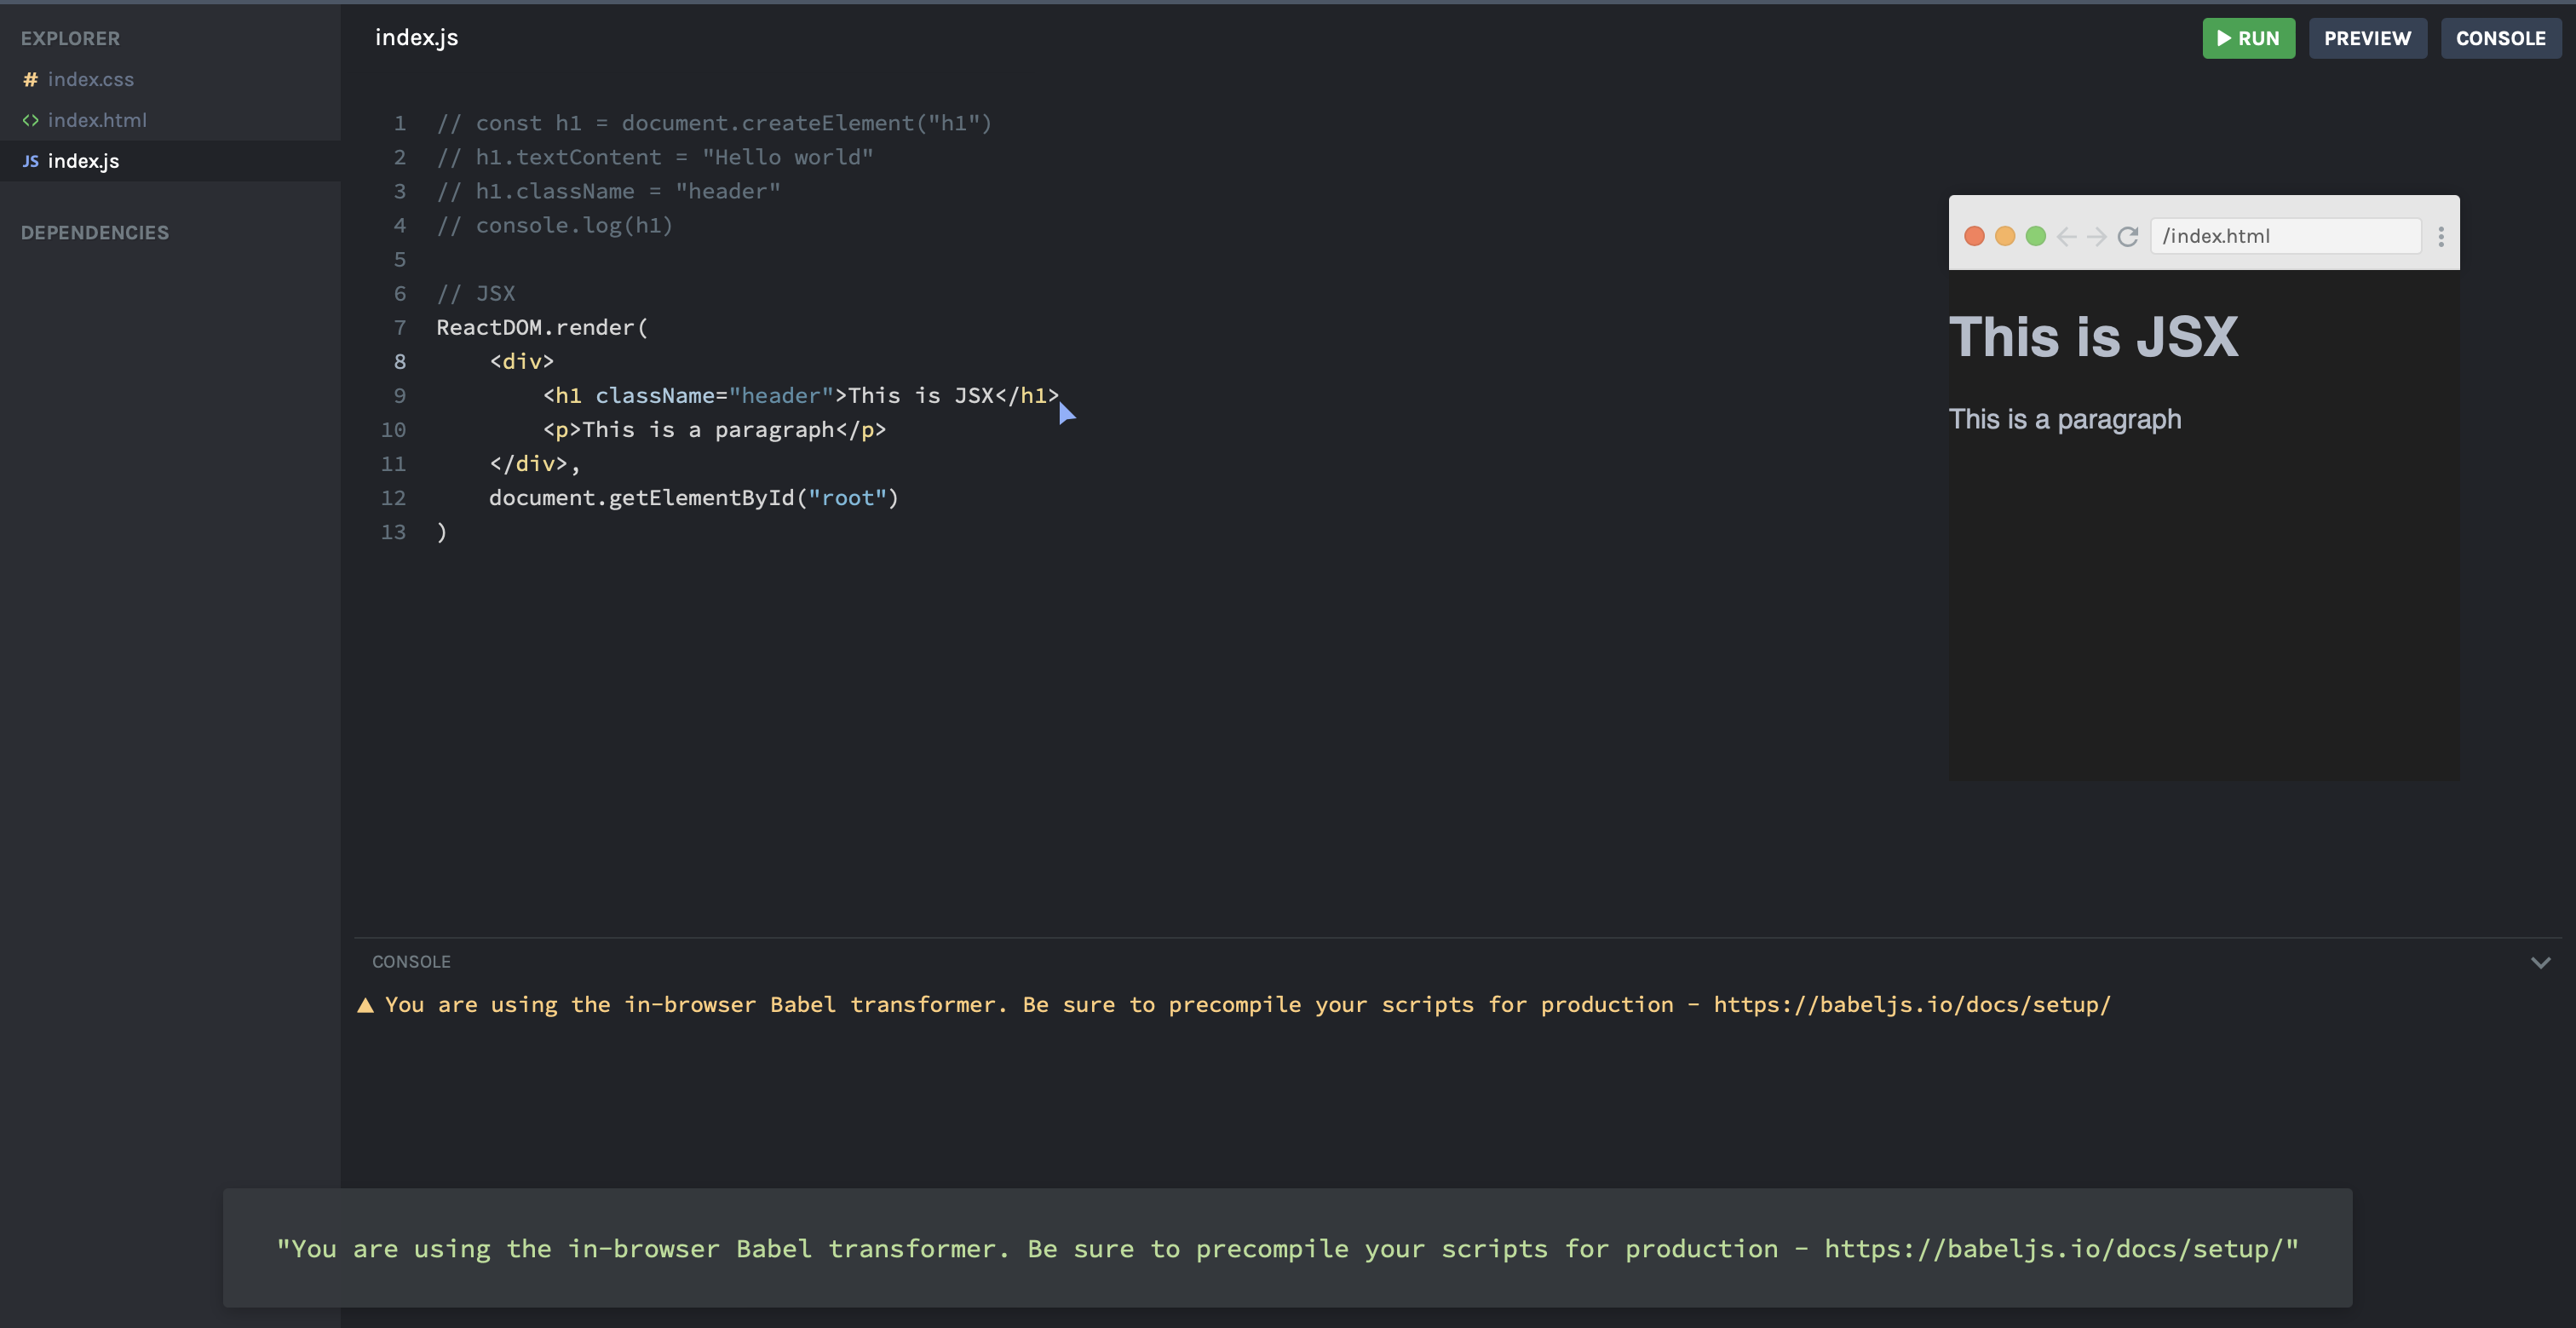 EXPLORER
# index.css
<> index.html
JS index.js
DEPENDENCIES
index.js
RUN
PREVIEW
CONSOLE
1 // const h1 = document.createElement("h1")
2 // h1.textContent = "Hello world"
3 // h1.className = "header"
4 // console.log(h1)
5
6 // JSX
7 ReactDOM.render(
8     <div>
9         <h1 className="header">This is JSX</h1>
10         <p>This is a paragraph</p>
11     </div>,
12     document.getElementById("root")
13 )
/index.html
This is JSX
This is a paragraph
CONSOLE
You are using the in-browser Babel transformer. Be sure to precompile your scripts for production - https://babeljs.io/docs/setup/
"You are using the in-browser Babel transformer. Be sure to precompile your scripts for production - https://babeljs.io/docs/setup/"